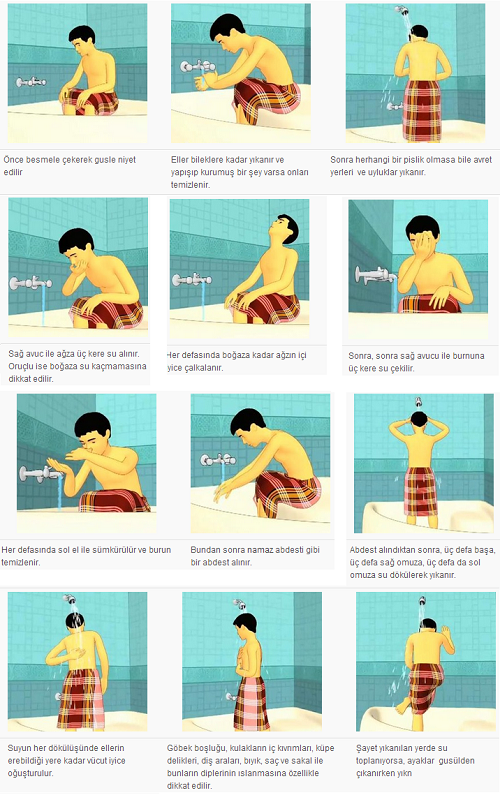 Önce besmele çekerek gusle niyet
edilir
Eller bileklere kadar yıkanır ve
yapışıp kurumuş bir şey varsa onları
temizlenir.
Sonra herhangi bir pislik olmasa bile avret
yerleri ve uylukları yıkanır.
Sağ avuc ile ağza üç kere su alınır.
Oruçlu ise boğaza su kaçmamasına
dikkat edilir.
Her defasında boğaza kadar ağzın içi
iyice çalkalanır.
Sonra, sonra sağ avucu ile burnuna
üç kere su çekilir.
Her defasında sol el ile sümkürülür ve burun
temizlenir.
Bundan sonra namaz abdesti gibi
bir abdest alınır.
Abdest alındıktan sonra, üç defa başa,
üç defa sağ omuza, üç defa da sol
omuza su dökülerek yıkanır.
Suyun her dökülüşünde ellerin
erebildiği yere kadar vücut iyice
oğuşturulur.
Göbek boşluğu, kulakların iç kıvrımları, küpe
delikleri, diş araları, bıyık, saç ve sakal ile
bunların diplerinin ıslanmasına özellikle
dikkat edilir.
Şayet yıkanılan yerde su
toplanıyorsa, ayaklar gusülden
çıkanırken yıkn